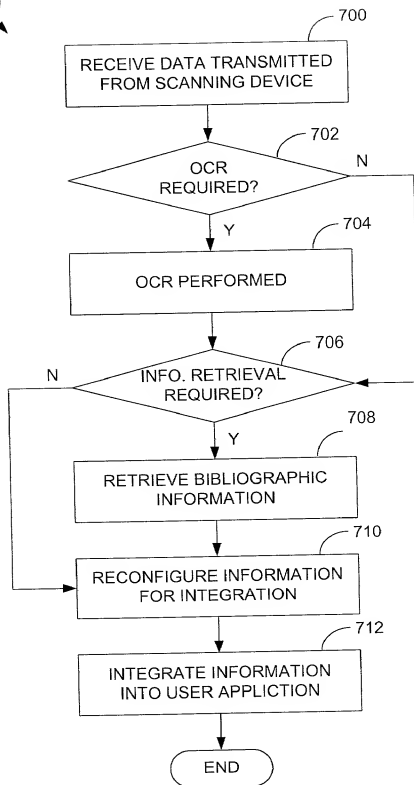 700
RECEIVE DATA TRANSMITTED
FROM SCANNING DEVICE
702
OCR
REQUIRED?
N
Y
704
OCR PERFORMED
706
INFO. RETRIEVAL
REQUIRED?
N
Y
708
RETRIEVE BIBLIOGRAPHIC
INFORMATION
710
RECONFIGURE INFORMATION
FOR INTEGRATION
712
INTEGRATE INFORMATION
INTO USER APPLICTION
END